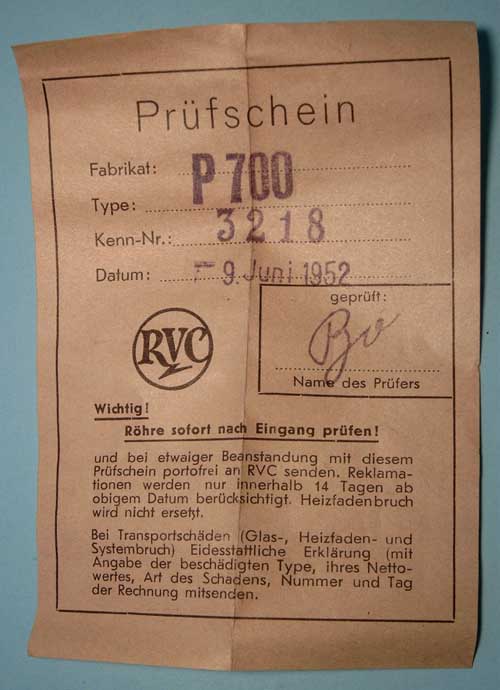 Prüfschein
Fabrikat:
P 700
Type:
Kenn-Nr.: 3218
Datum: - 9. Juni 1952
geprüft:
Name des Prüfers
RVC
Wichtig!
Röhre sofort nach Eingang prüfen!
und bei etwaiger Beanstandung mit diesem
Prüfschein portofrei an RVC senden. Reklama-
tionen werden nur innerhalb 14 Tagen ab
obigem Datum berücksichtigt. Heizfadenbruch
wird nicht ersetzt.
Bei Transportschäden (Glas-, Heizfaden- und
Systembruch) Eidesstattliche Erklärung (mit
Angabe der beschädigten Type, ihres Netto-
wertes, Art des Schadens, Nummer und Tag
der Rechnung mitsenden.